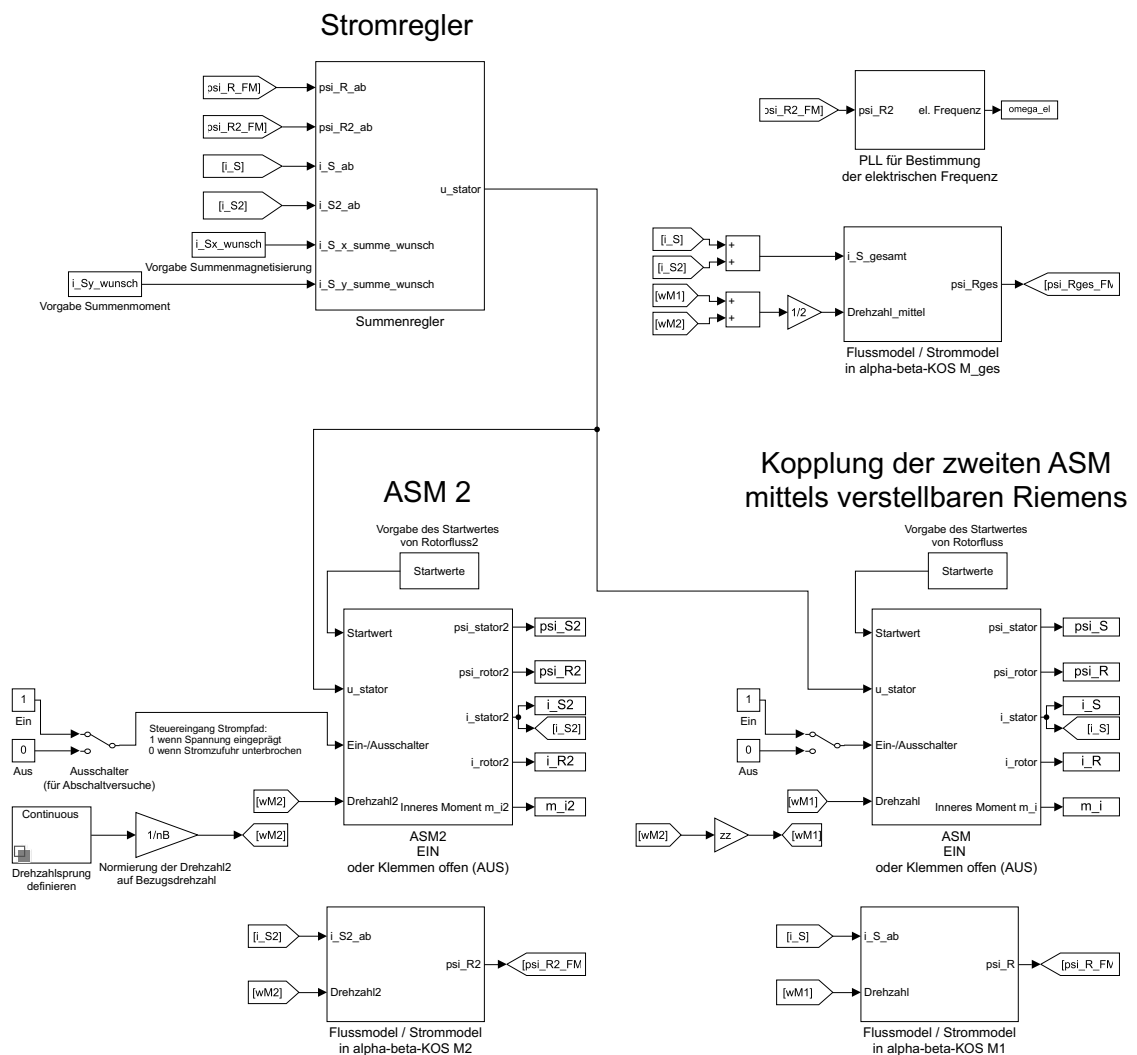 Stromregler
psi_R_FM]
psi_R_ab
psi_R2_FM]
psi_R2_ab
[i_S]
i_S_ab
[i_S2]
i_S2_ab
u_stator
i_Sx_wunsch
i_S_x_summe_wunsch
Vorgabe Summenmagnetisierung
i_Sy_wunsch
i_S_y_summe_wunsch
Vorgabe Summenmoment
Summenregler
psi_R2_FM]
psi_R2
el. Frequenz
omega_el
PLL für Bestimmung
der elektrischen Frequenz
[i_S]
+
+
[i_S2]
i_S_gesamt
[wM1]
+
+
[wM2]
1/2
Drehzahl_mittel
psi_Rges
[psi_Rges_FM
Flussmodel / Strommodel
in alpha-beta-KOS M_ges
ASM 2
Vorgabe des Startwertes
von Rotorfluss2
Startwerte
Startwert
u_stator
Ein-/Ausschalter
Drehzahl2
psi_stator2
psi_rotor2
i_stator2
i_rotor2
Inneres Moment m_i2
psi_S2
psi_R2
i_S2
[i_S2]
i_R2
m_i2
1
Ein
0
Aus
Steuereingang Strompfad:
1 wenn Spannung eingeprägt
0 wenn Stromzufuhr unterbrochen
Ausschalter
(für Abschaltversuche)
[wM2]
Continuous
1/nB
[wM2]
Drehzahlsprung
definieren
Normierung der Drehzahl2
auf Bezugsdrehzahl
ASM2
EIN
oder Klemmen offen (AUS)
[i_S2]
i_S2_ab
psi_R2
[psi_R2_FM
[wM2]
Drehzahl2
Flussmodel / Strommodel
in alpha-beta-KOS M2
Kopplung der zweiten ASM
mittels verstellbaren Riemens
Vorgabe des Startwertes
von Rotorfluss
Startwerte
Startwert
u_stator
Ein-/Ausschalter
Drehzahl
psi_stator
psi_rotor
i_stator
i_rotor
Inneres Moment m_i
psi_S
psi_R
i_S
[i_S]
i_R
m_i
1
Ein
0
Aus
[wM1]
[wM2]
zz
[wM1]
ASM
EIN
oder Klemmen offen (AUS)
[i_S]
i_S_ab
psi_R
[psi_R_FM
[wM1]
Drehzahl
Flussmodel / Strommodel
in alpha-beta-KOS M1